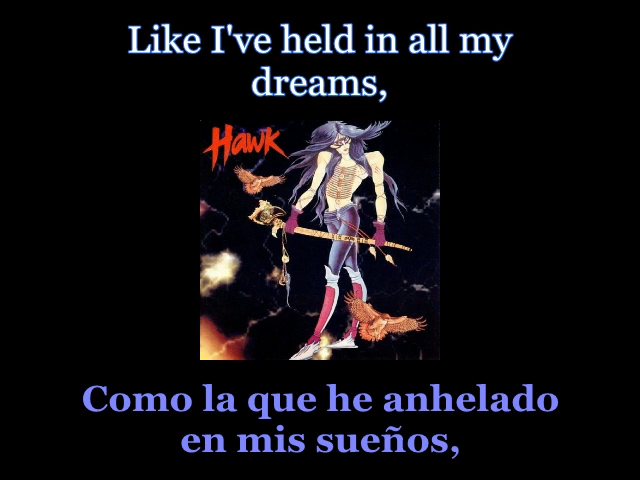 Like I've held in all my
dreams,
Hawk
Como la que he anhelado
en mis sueños,